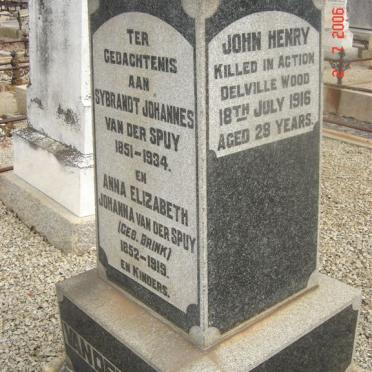 TER
GEDACHTENIS
AAN
SYBRANDT JOHANNES
VAN DER SPUY
1851-1934.
EN
ANNA ELIZABETH
JOHANNA VAN DER SPUY
(GEB. BRINK)
1852-1919.
EN KINDERS.
JOHN HENRY
KILLED IN ACTION
DELVILLE WOOD
18TH JULY 1916
AGED 28 YEARS.